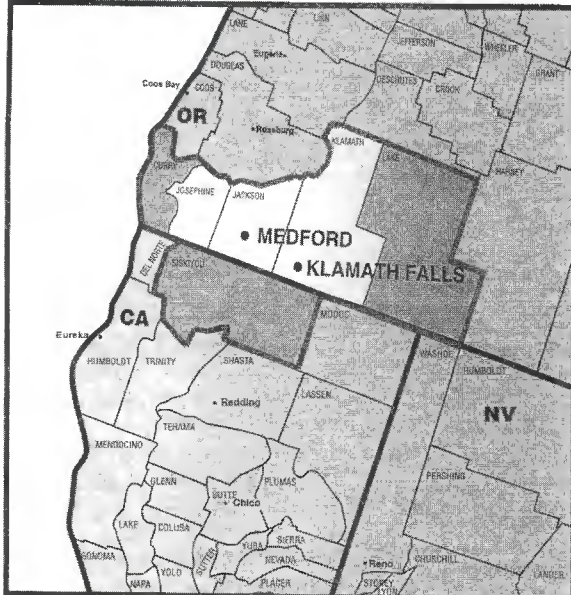 LANE
LINN
JEFFERSON
WHEELER
Eugene
GRANT
DOUGLAS
DESCHUTES
CROOK
Coos Bay
COOS
OR
Roseburg
KLAMATH
LAKE
HARNEY
CURRY
JOSEPHINE
JACKSON
MEDFORD
KLAMATH FALLS
DEL NORTE
SISKIYOU
MODOC
CA
Eureka
WASHOE
HUMBOLDT
HUMBOLDT
TRINITY
SHASTA
NV
LASSEN
Redding
TEHAMA
MENDOCINO
PERSHING
GLENN
BUTTE
PLUMAS
Chico
LAKE
COLUSA
SIERRA
YUBA
SUTTER
NEVADA
SONOMA
Reno
CHURCHILL
LANDER
NAPA
YOLO
PLACER
STOREY
LYON